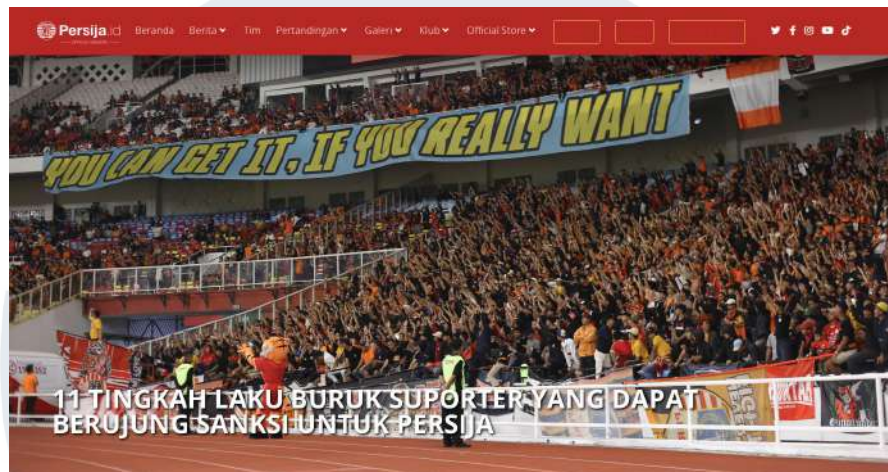 Persija.id
Beranda
Berita
Tim
Pertandingan
Galeri
Klub
Official Store
YOU CAN GET IT, IF YOU REALLY WANT
11 TINGKAH LAKU BURUK SUPORTER YANG DAPAT
BERUJUNG SANKSI UNTUK PERSIJA